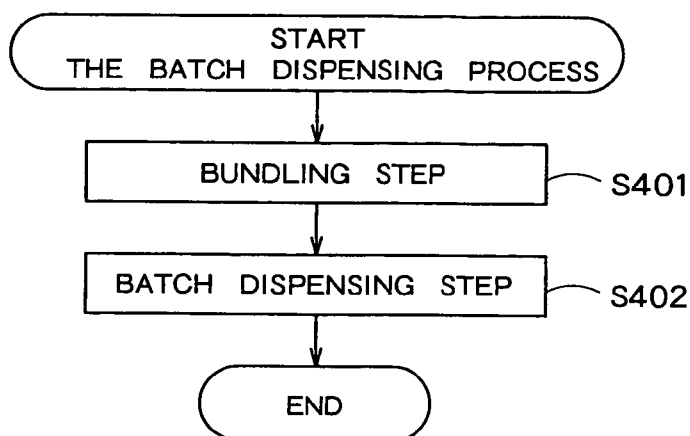 START
THE BATCH DISPENSING PROCESS
BUNDLING STEP
S401
BATCH DISPENSING STEP
S402
END